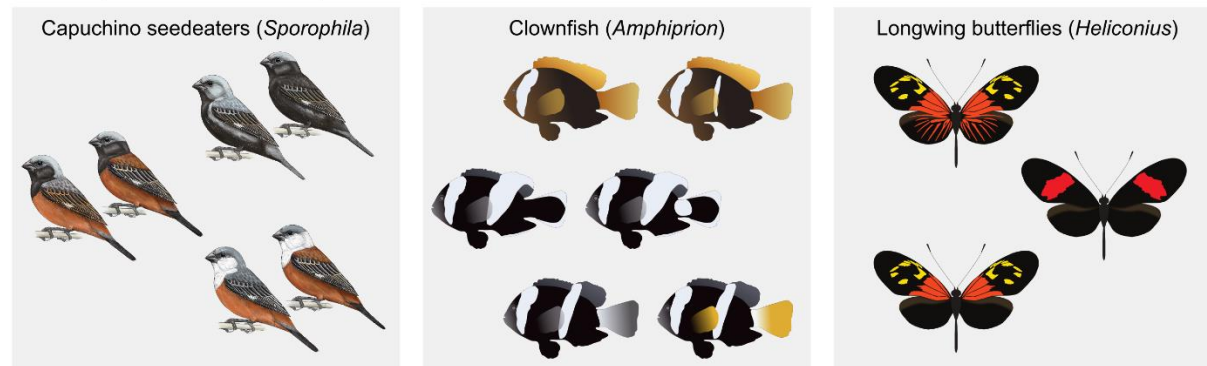 Capuchino seedeaters (Sporophila)
Clownfish (Amphiprion)
Longwing butterflies (Heliconius)